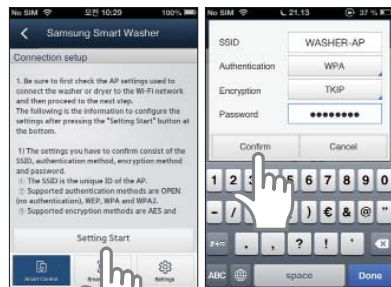 No SIM 오전 10:29 100%
Samsung Smart Washer
Connection setup
1. Be sure to first check the AP settings used to
connect the washer or dryer to the Wi-Fi network
and then proceed to the next step.
The following is the information to configure the
settings after pressing the "Setting Start" button at
the bottom.
1) The settings you have to confirm consist of the
SSID, authentication method, encryption method
and password.
① The SSID is the unique ID of the AP.
② Supported authentication methods are OPEN
(no authentication), WEP, WPA and WPA2.
③ Supported encryption methods are AES and
Setting Start
Smart Control
Settings
No SIM 21.13 37%
SSID WASHER-AP
Authentication WPA
Encryption TKIP
Password ●●●●●●●●
Confirm Cancel
1 2 3 5 6 7 8 9 0
- / ) € & @ "
#+= . , ? ! '
ABC space Done